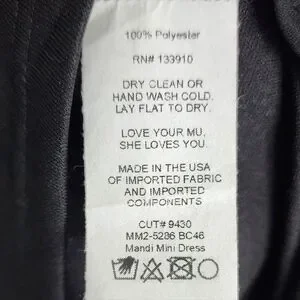 100% Polyester
RN# 133910
DRY CLEAN OR
HAND WASH COLD.
LAY FLAT TO DRY.
LOVE YOUR MU,
SHE LOVES YOU.
MADE IN THE USA
OF IMPORTED FABRIC
AND IMPORTED
COMPONENTS
CUT# 9430
MM2-5286 BC46
Mandi Mini Dress